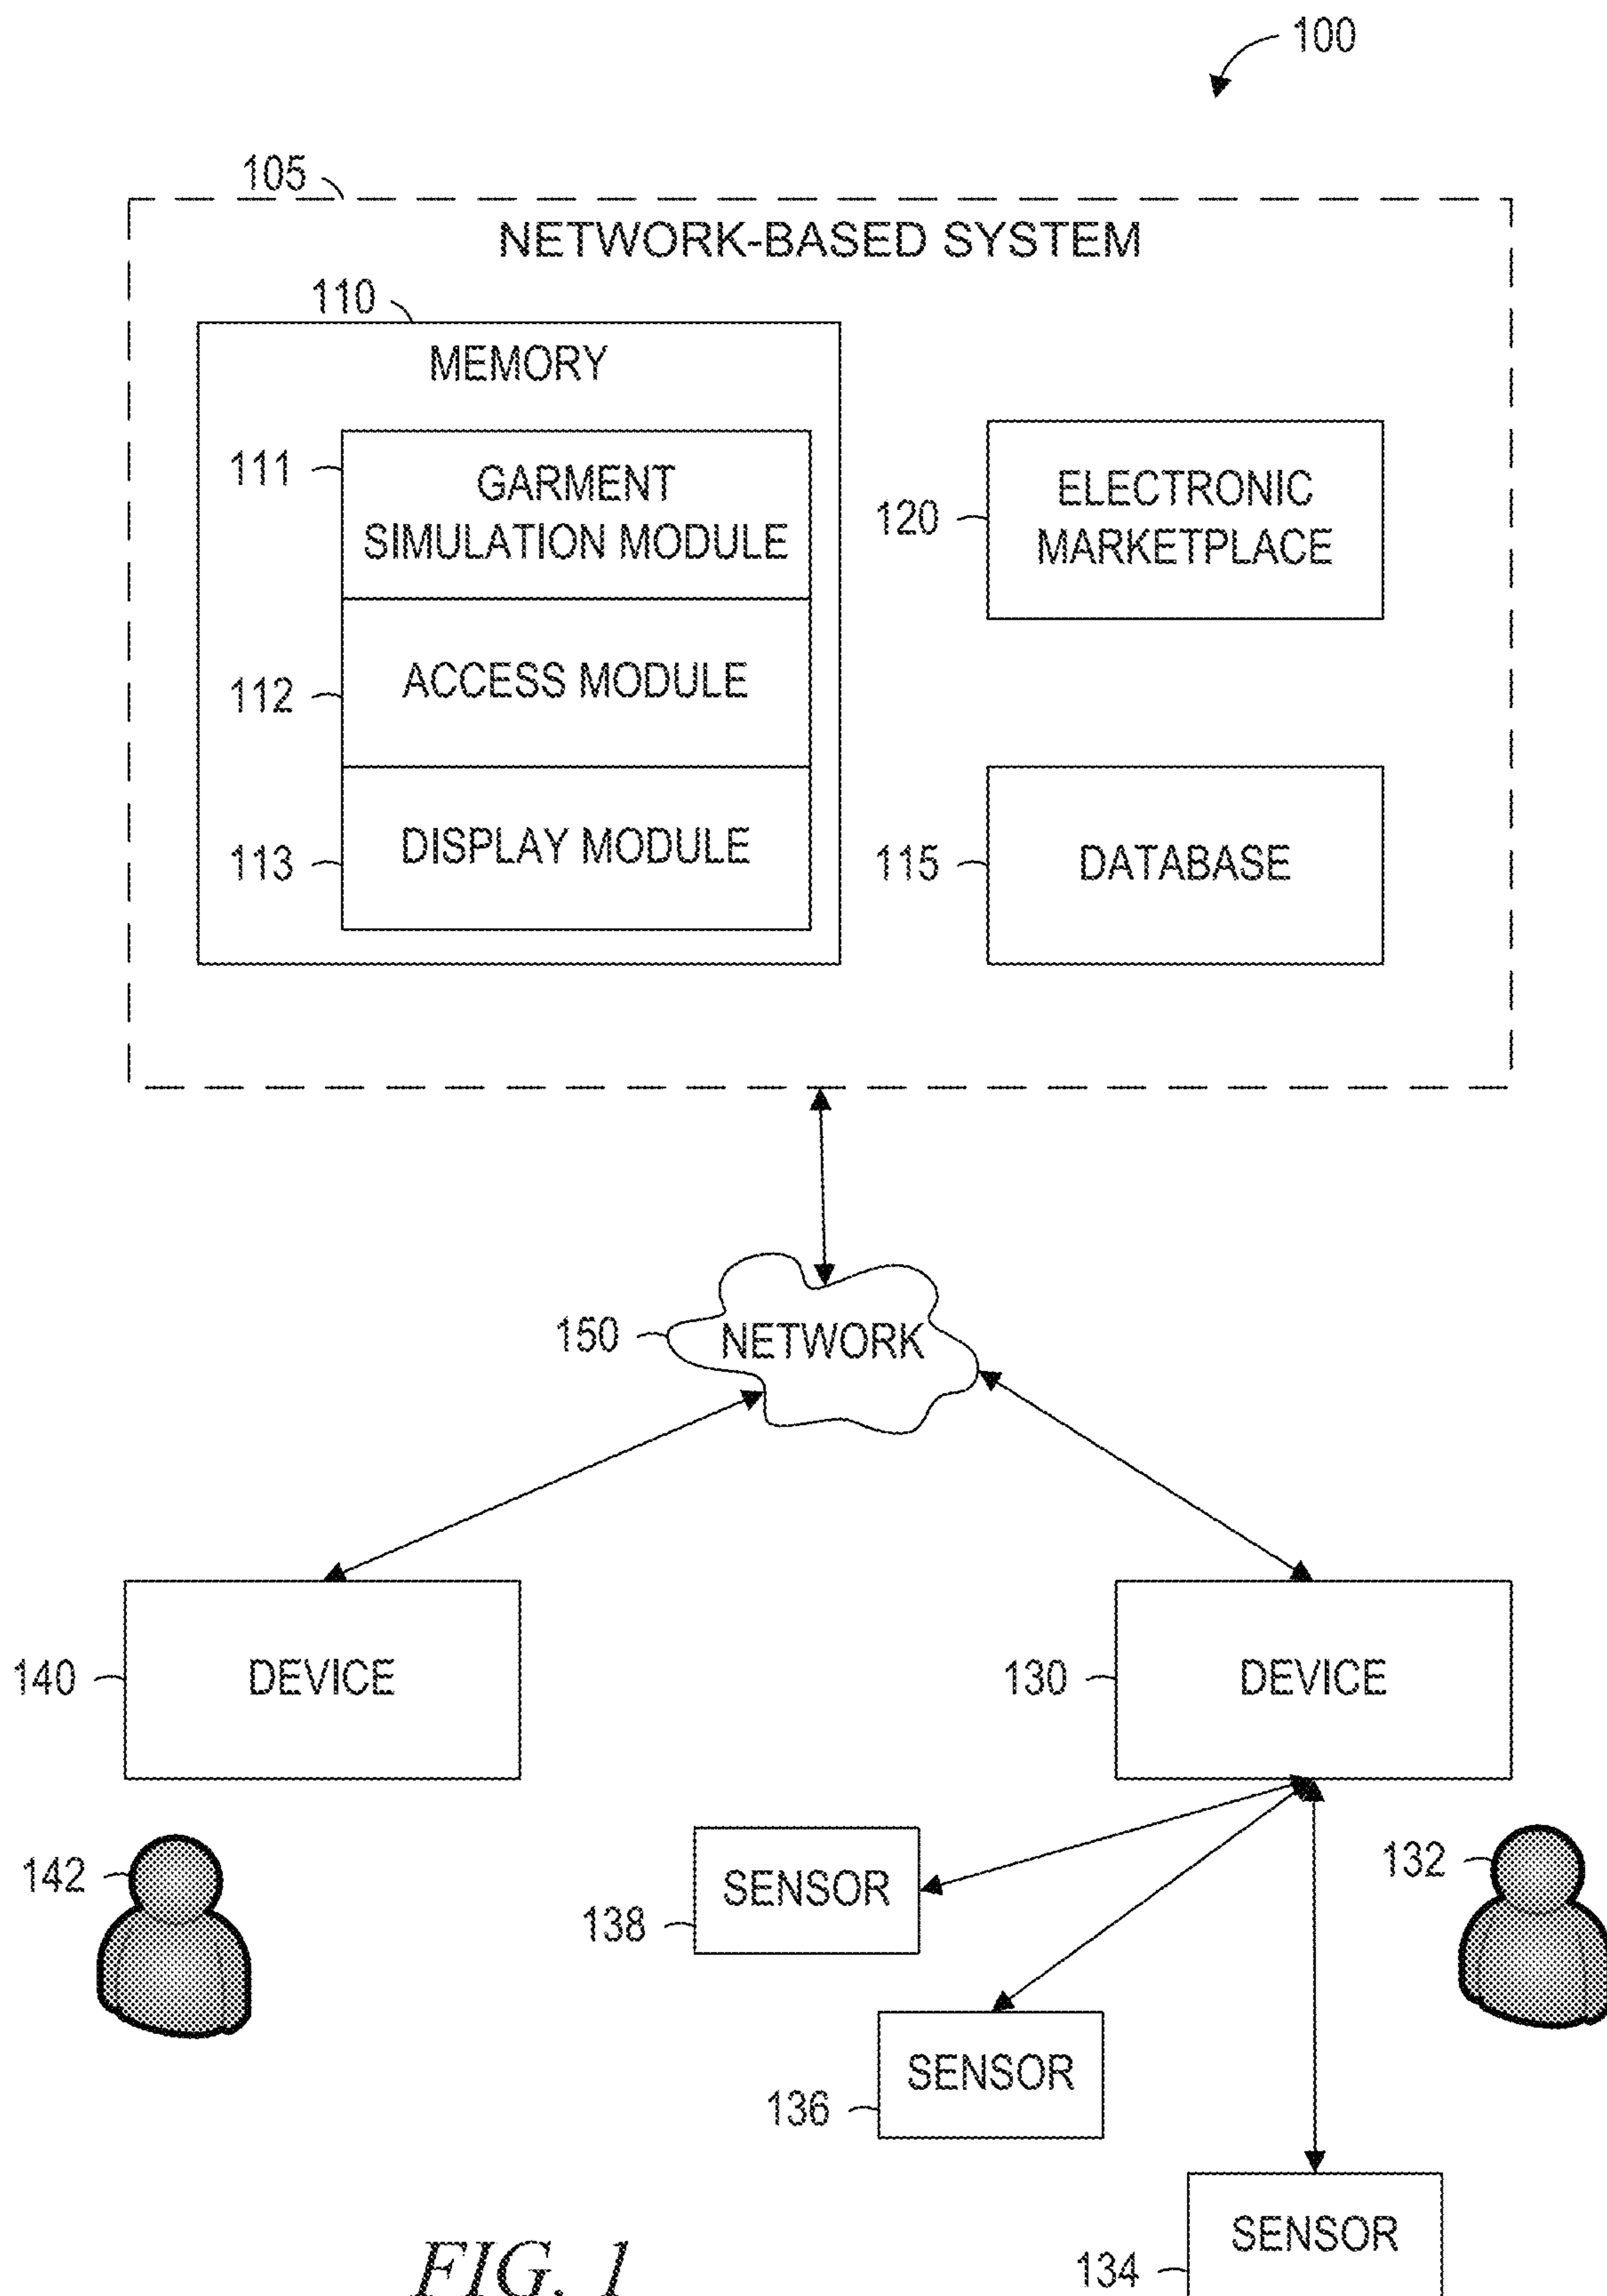 100
105
NETWORK-BASED SYSTEM
110
MEMORY
111
GARMENT
SIMULATION MODULE
120
ELECTRONIC
MARKETPLACE
112
ACCESS MODULE
113
DISPLAY MODULE
115
DATABASE
150
NETWORK
140
DEVICE
130
DEVICE
142
138
SENSOR
132
136
SENSOR
134
SENSOR
FIG. 1